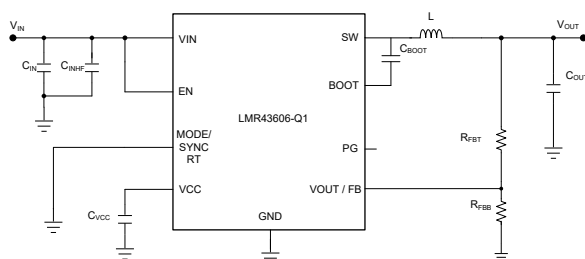 VIN
VIN
CIN
CINHF
EN
MODE/
SYNC
RT
VCC
CVCC
LMR43606-Q1
GND
SW
BOOT
PG
VOUT / FB
CBOOT
L
VOUT
COUT
RFBT
RFBB